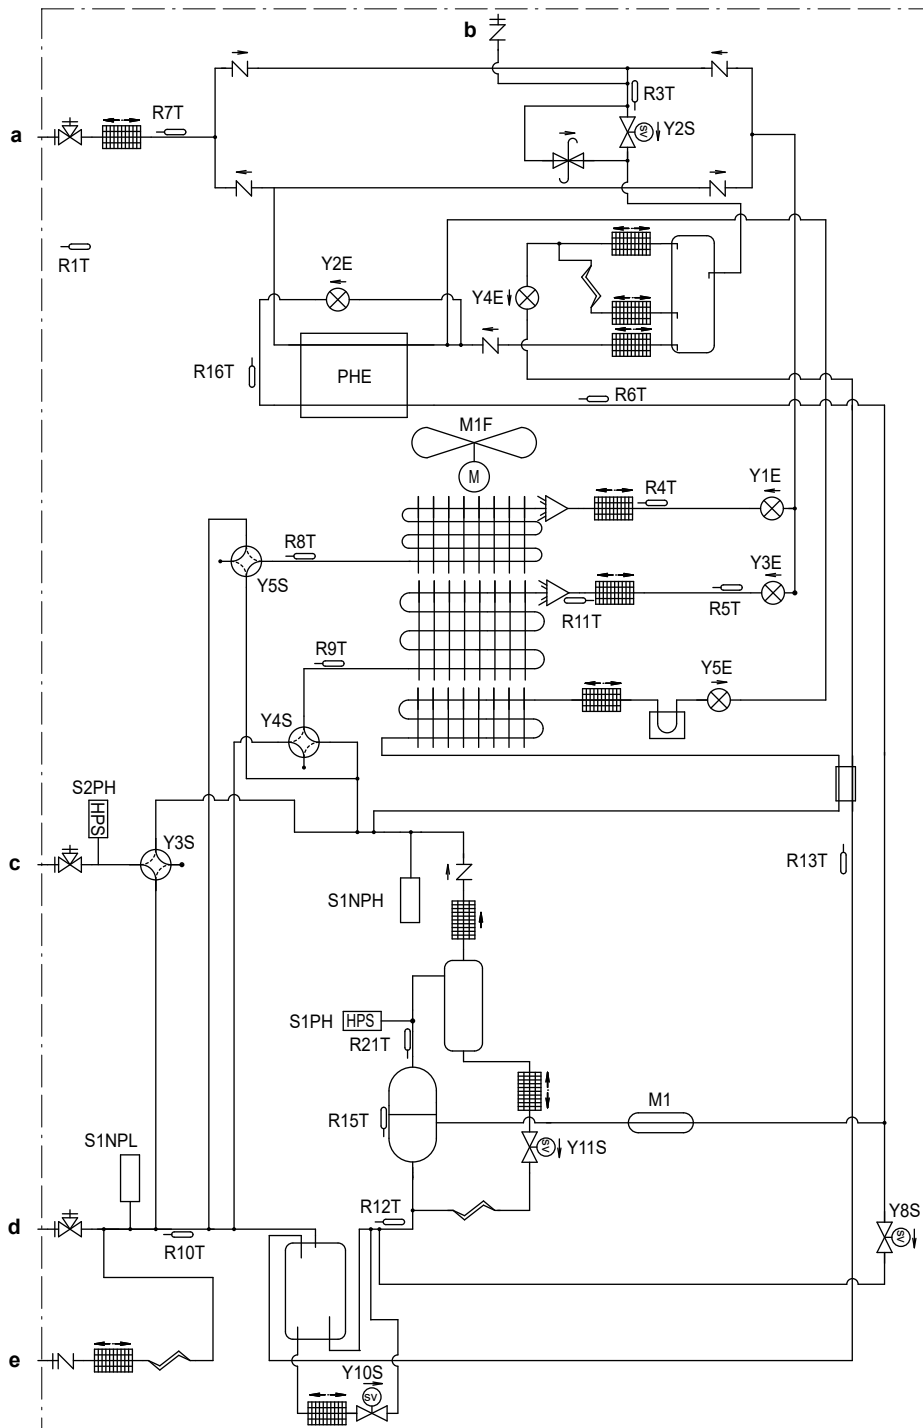 b
R3T
R7T
SV
Y2S
a
R1T
Y2E
Y4E
R16T
PHE
R6T
M1F
M
R4T
Y1E
R8T
Y5S
Y3E
R11T
R5T
R9T
Y5E
Y4S
S2PH
HPS
Y3S
c
R13T
S1NPH
S1PH
HPS
R21T
M1
R15T
S1NPL
SV
Y11S
R12T
Y8S
d
R10T
SV
e
Y10S
SV